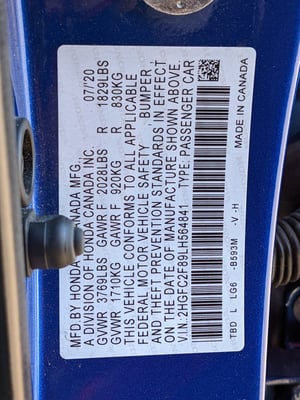 MFD BY HONDA CANADA MFG., 07/20
A DIVISION OF HONDA CANADA INC.
GVWR 3769LBS GAWR F 2028LBS R 1829LBS
GVWR 1710KG GAWR F 920KG R 830KG
THIS VEHICLE CONFORMS TO ALL APPLICABLE
FEDERAL MOTOR VEHICLE SAFETY BUMPER,
AND THEFT PREVENTION STANDARDS IN EFFECT
ON THE DATE OF MANUFACTURE SHOWN ABOVE.
V.I.N. 2HGFC2F89LH564841 TYPE: PASSENGER CAR
TBD L LG6 -B593M -V -H MADE IN CANADA